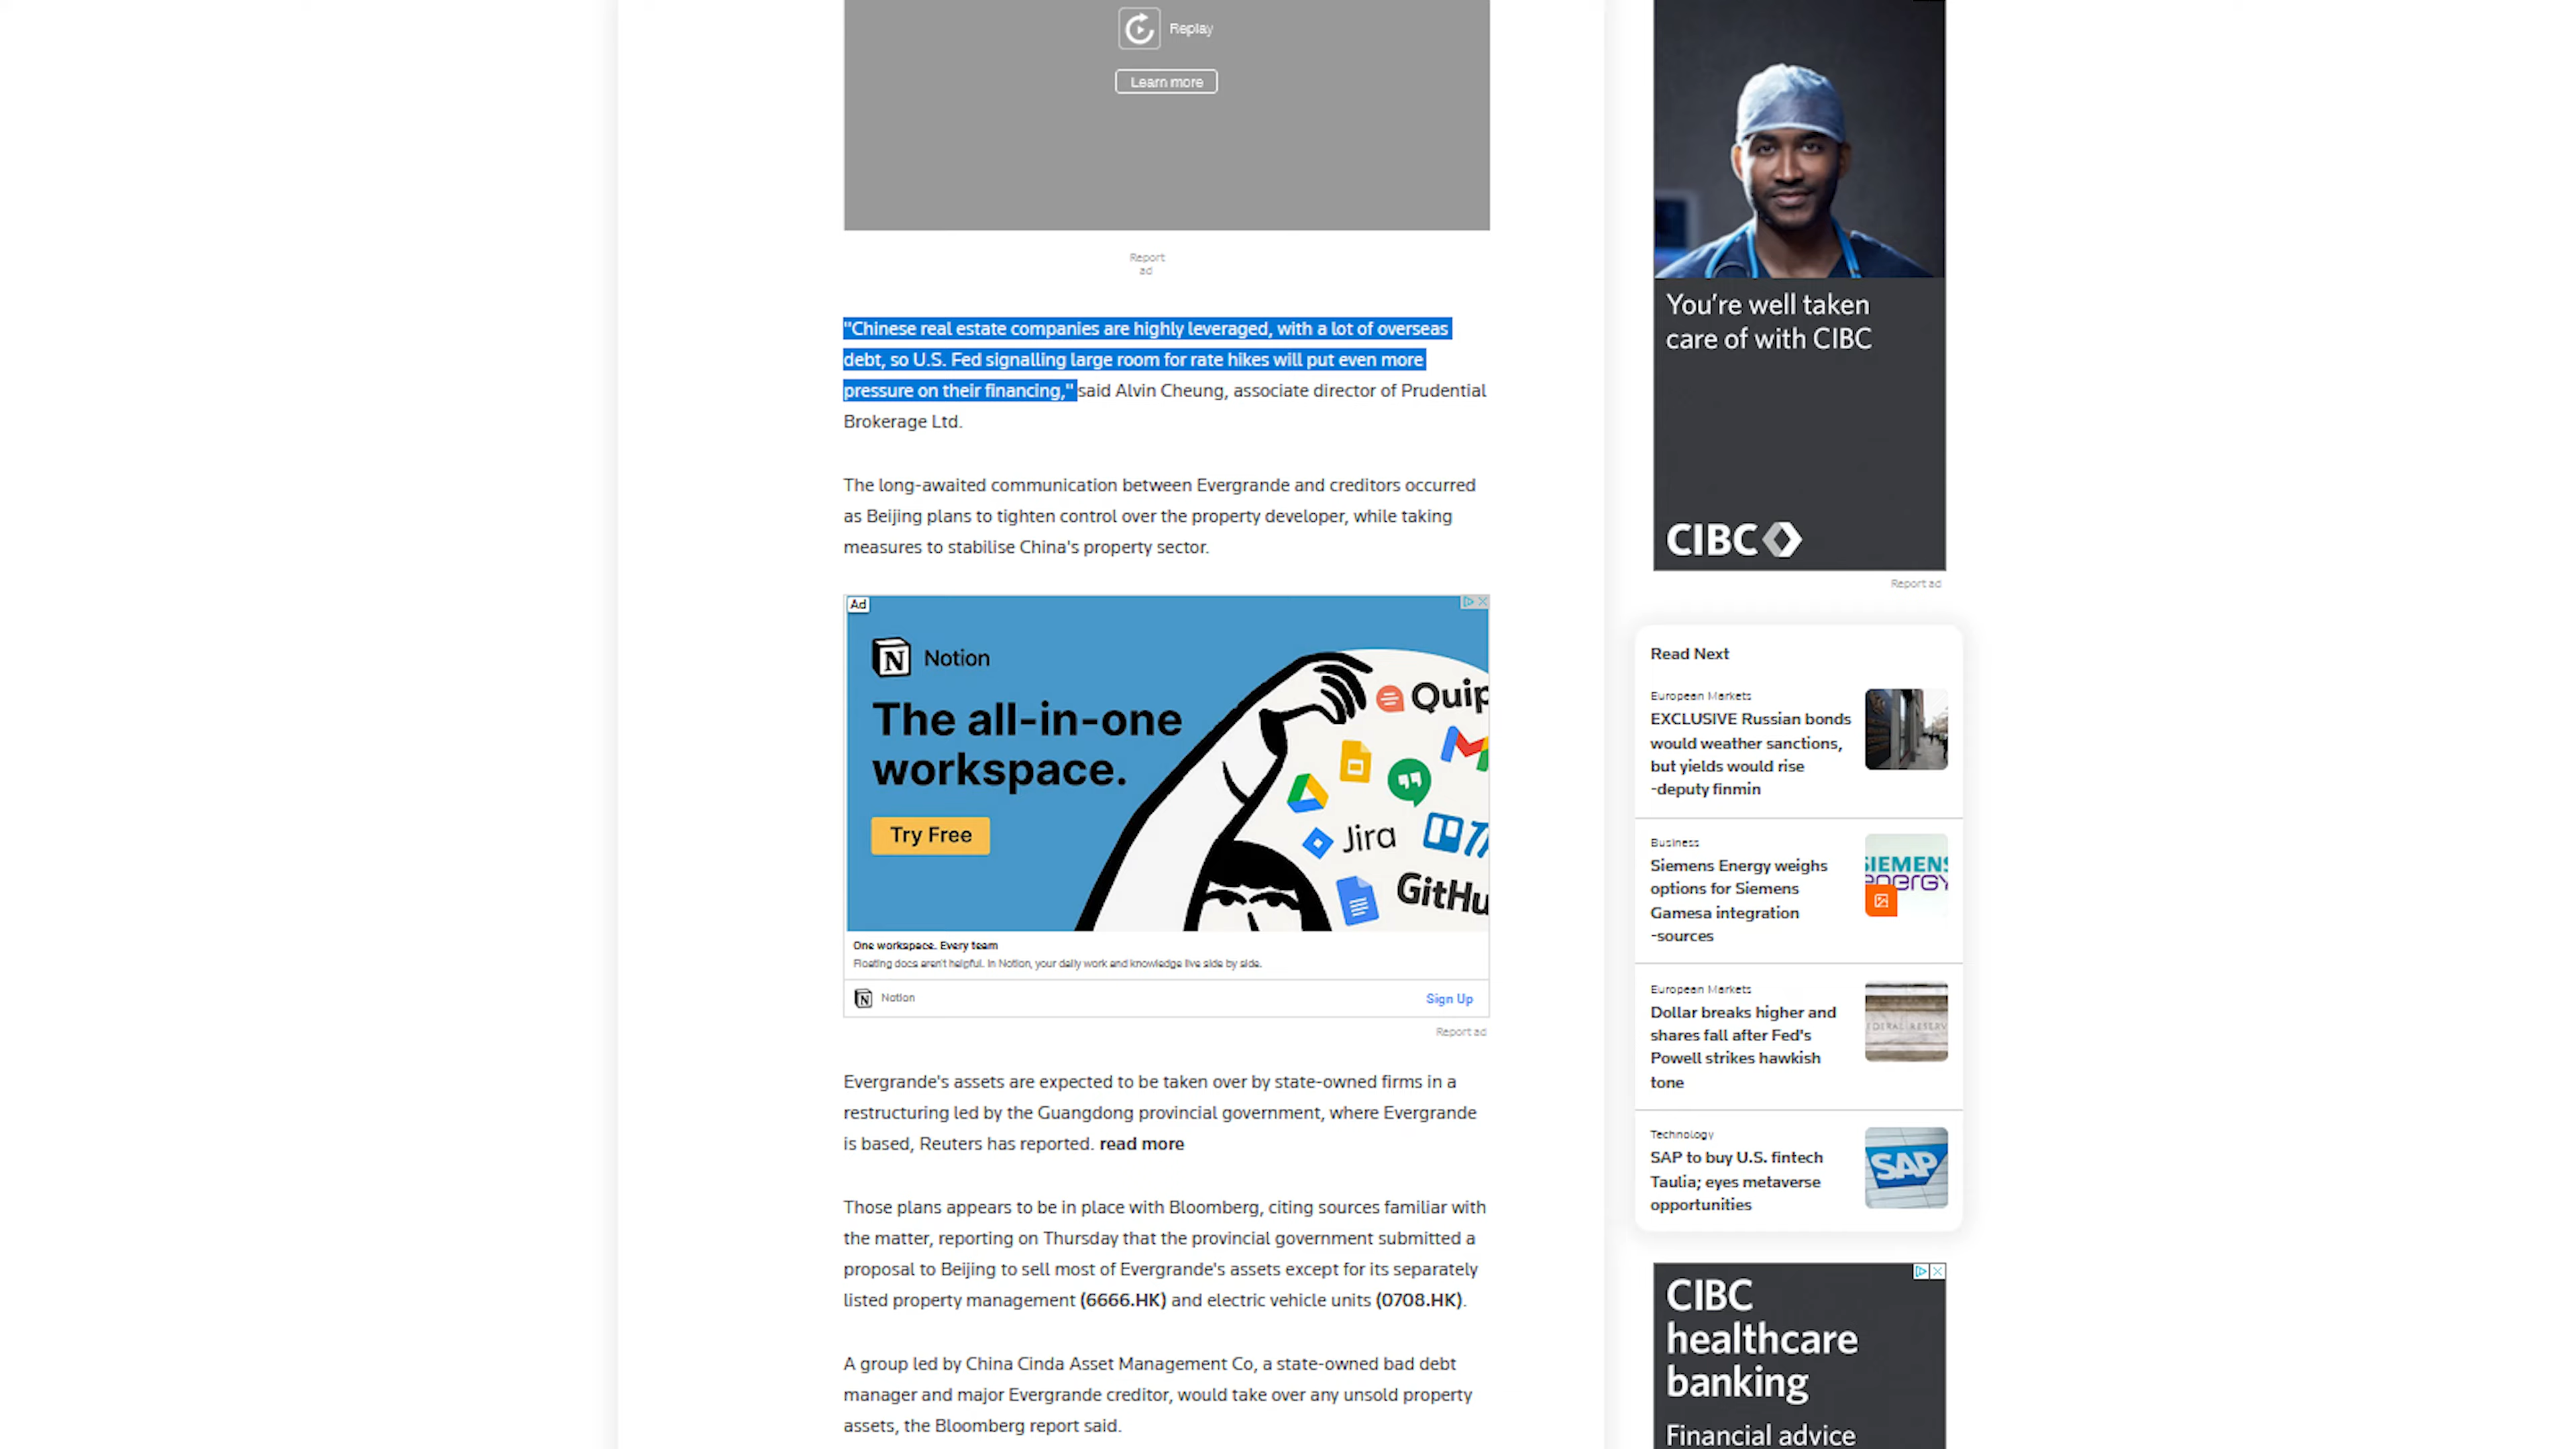 Replay
Learn more
Report
ad
"Chinese real estate companies are highly leveraged, with a lot of overseas
debt, so U.S. Fed signalling large room for rate hikes will put even more
pressure on their financing," said Alvin Cheung, associate director of Prudential
Brokerage Ltd.
The long-awaited communication between Evergrande and creditors occurred
as Beijing plans to tighten control over the property developer, while taking
measures to stabilise China's property sector.
Ad
Notion
The all-in-one
workspace.
Try Free
Quip
Jira
GitHu
One workspace. Every team
Floating docs aren't helpful. In Notion, your daily work and knowledge live side by side.
Notion
Sign Up
Report ad
Evergrande's assets are expected to be taken over by state-owned firms in a
restructuring led by the Guangdong provincial government, where Evergrande
is based, Reuters has reported. read more
Those plans appears to be in place with Bloomberg, citing sources familiar with
the matter, reporting on Thursday that the provincial government submitted a
proposal to Beijing to sell most of Evergrande's assets except for its separately
listed property management (6666.HK) and electric vehicle units (0708.HK).
A group led by China Cinda Asset Management Co, a state-owned bad debt
manager and major Evergrande creditor, would take over any unsold property
assets, the Bloomberg report said.
You're well taken
care of with CIBC
CIBC
Report ad
Read Next
European Markets
EXCLUSIVE Russian bonds
would weather sanctions,
but yields would rise
-deputy finmin
Business
Siemens Energy weighs
options for Siemens
Gamesa integration
-sources
SIEMENS
energy
European Markets
Dollar breaks higher and
shares fall after Fed's
Powell strikes hawkish
tone
DERAL RESERV
Technology
SAP to buy U.S. fintech
Taulia; eyes metaverse
opportunities
SAP
CIBC
healthcare
banking
Financial advice